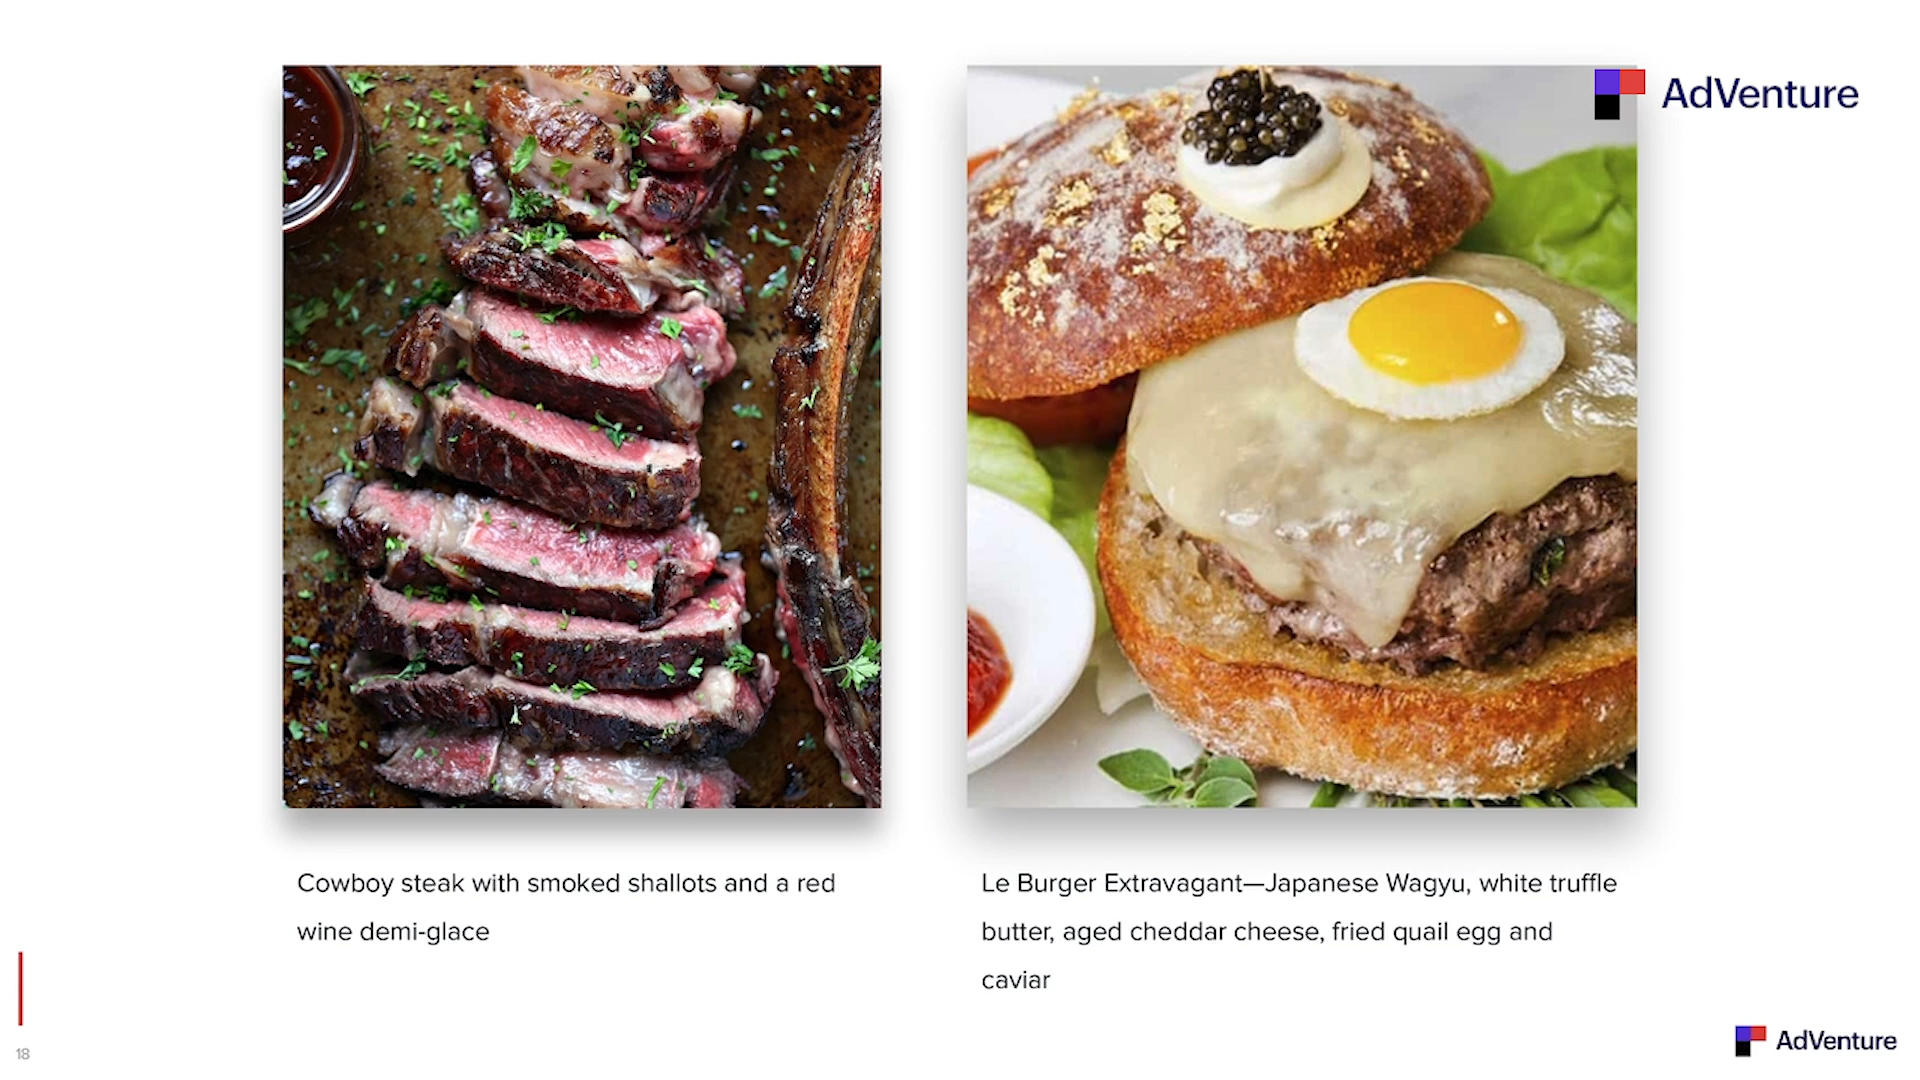 AdVenture
Cowboy steak with smoked shallots and a red
wine demi-glace
Le Burger Extravagant—Japanese Wagyu, white truffle
butter, aged cheddar cheese, fried quail egg and
caviar
18
AdVenture